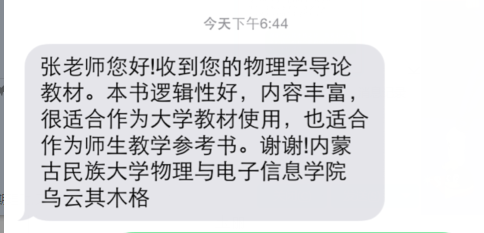 今天下午6:44
张老师您好!收到您的物理学导论
教材。本书逻辑性好，内容丰富，
很适合作为大学教材使用，也适合
作为师生教学参考书。谢谢!内蒙
古民族大学物理与电子信息学院
乌云其木格